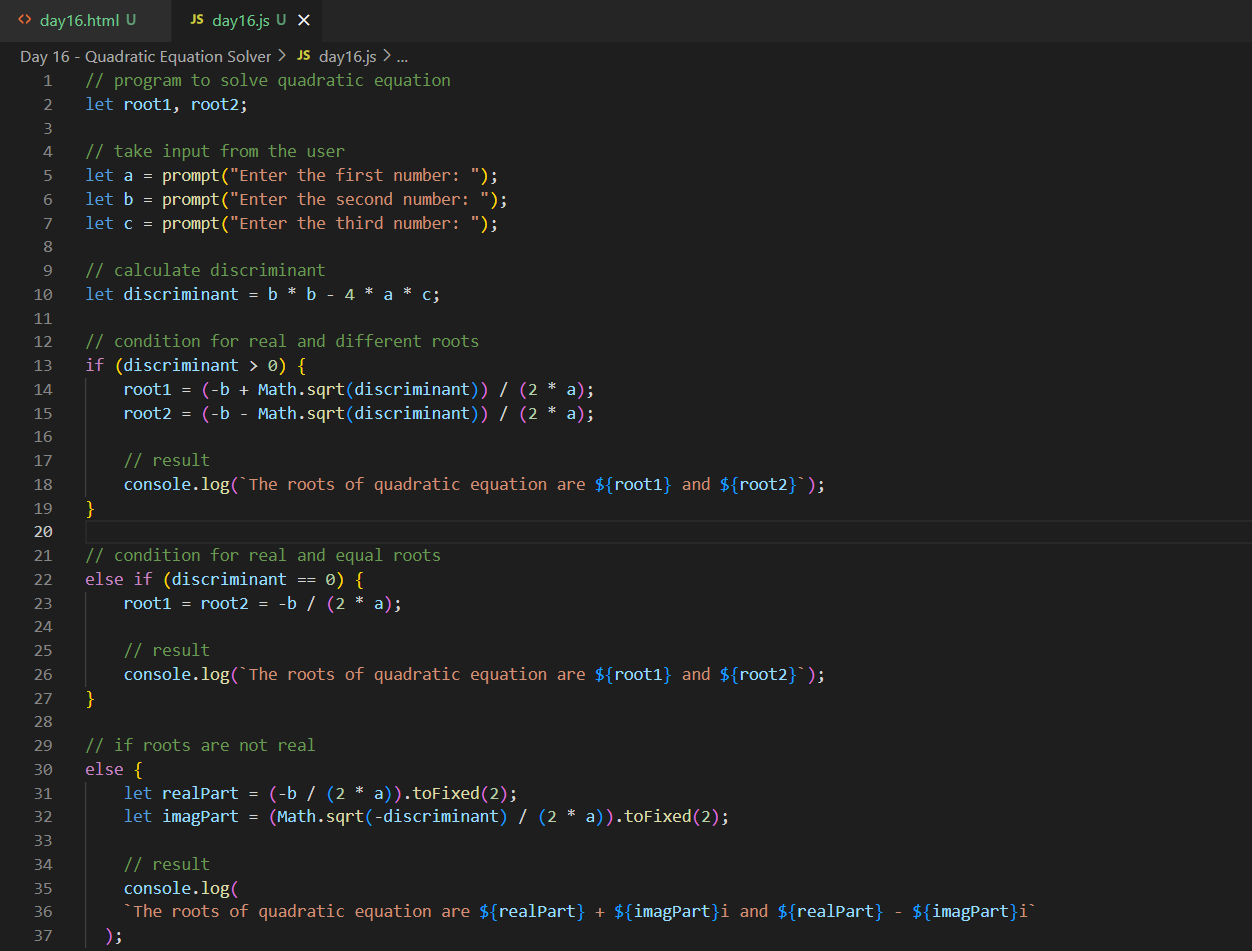 <> day16.html U JS day16.js U ×
Day 16 - Quadratic Equation Solver > JS day16.js > ...
1 // program to solve quadratic equation
2 let root1, root2;
3
4 // take input from the user
5 let a = prompt("Enter the first number: ");
6 let b = prompt("Enter the second number: ");
7 let c = prompt("Enter the third number: ");
8
9 // calculate discriminant
10 let discriminant = b * b - 4 * a * c;
11
12 // condition for real and different roots
13 if (discriminant > 0) {
14     root1 = (-b + Math.sqrt(discriminant)) / (2 * a);
15     root2 = (-b - Math.sqrt(discriminant)) / (2 * a);
16
17     // result
18     console.log(`The roots of quadratic equation are ${root1} and ${root2}`);
19 }
20
21 // condition for real and equal roots
22 else if (discriminant == 0) {
23     root1 = root2 = -b / (2 * a);
24
25     // result
26     console.log(`The roots of quadratic equation are ${root1} and ${root2}`);
27 }
28
29 // if roots are not real
30 else {
31     let realPart = (-b / (2 * a)).toFixed(2);
32     let imagPart = (Math.sqrt(-discriminant) / (2 * a)).toFixed(2);
33
34     // result
35     console.log(
36     `The roots of quadratic equation are ${realPart} + ${imagPart}i and ${realPart} - ${imagPart}i`
37   );